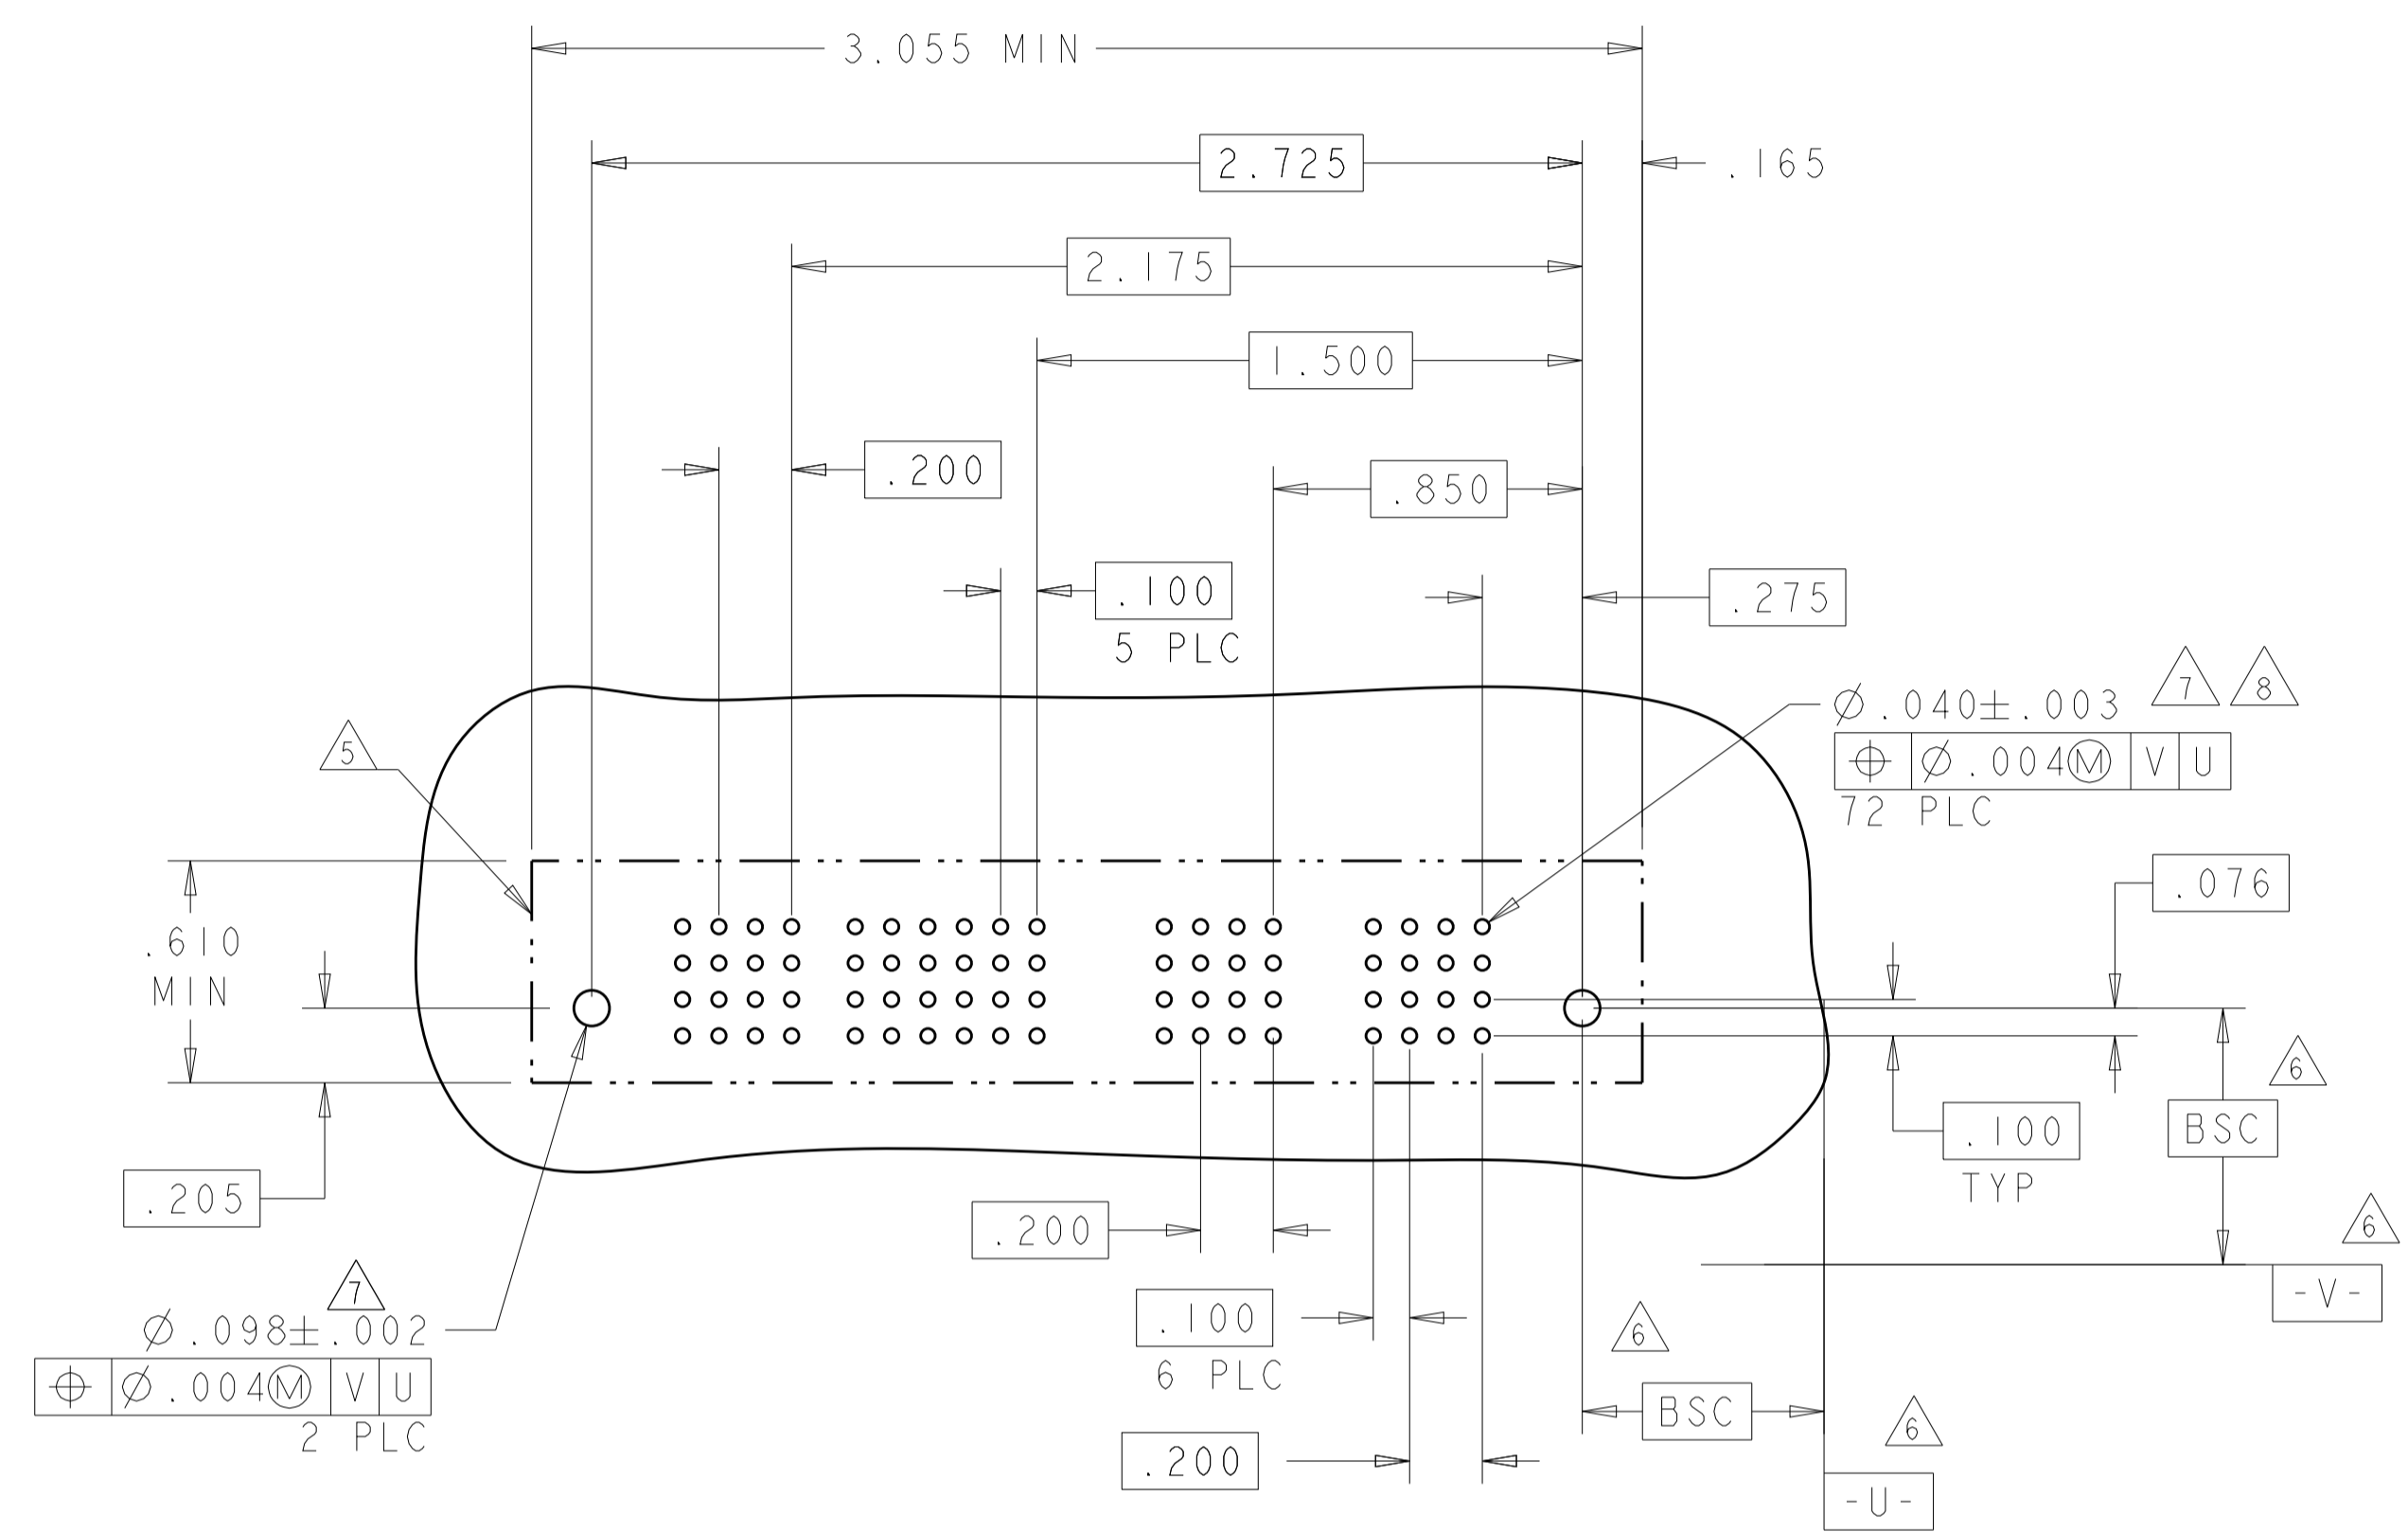 3.055 MIN
2.725
.165
2.175
1.500
.200
.850
.100
5 PLC
.275
7 8
5
Ø.040±.003
⌖ Ø.004Ⓜ V U
72 PLC
.076
.610
MIN
6
BSC
.100
TYP
.205
.200
6
-V-
7
Ø.098±.002
⌖ Ø.004Ⓜ V U
2 PLC
.100
6 PLC
6
BSC
6
.200
-U-